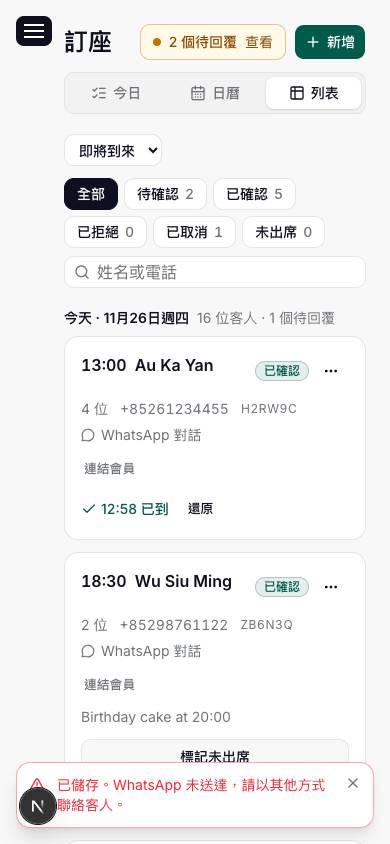 訂座
2 個待回覆 查看
新增
今日
日曆
列表
即將到來
全部
待確認 2
已確認 5
已拒絕 0
已取消 1
未出席 0
姓名或電話
今天 · 11月26日週四 16 位客人 · 1 個待回覆
13:00 Au Ka Yan
已確認
4 位 +85261234455 H2RW9C
WhatsApp 對話
連結會員
12:58 已到 還原
18:30 Wu Siu Ming
已確認
2 位 +85298761122 ZB6N3Q
WhatsApp 對話
連結會員
Birthday cake at 20:00
標記未出席
已儲存。WhatsApp 未送達，請以其他方式
聯絡客人。
N